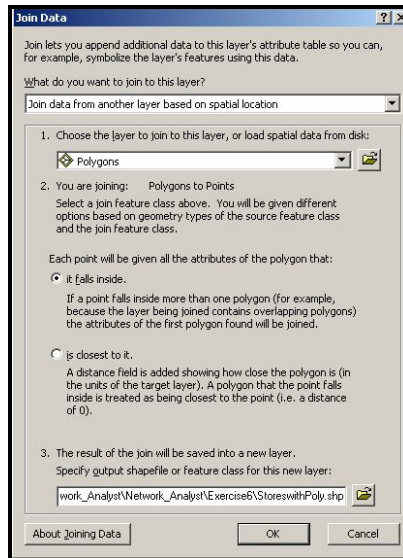 Join Data
Join lets you append additional data to this layer's attribute table so you can,
for example, symbolize the layer's features using this data.
What do you want to join to this layer?
Join data from another layer based on spatial location
1. Choose the layer to join to this layer, or load spatial data from disk:
Polygons
2. You are joining: Polygons to Points
Select a join feature class above. You will be given different
options based on geometry types of the source feature class
and the join feature class.
Each point will be given all the attributes of the polygon that:
it falls inside.
If a point falls inside more than one polygon (for example,
because the layer being joined contains overlapping polygons)
the attributes of the first polygon found will be joined.
is closest to it.
A distance field is added showing how close the polygon is (in
the units of the target layer). A polygon that the point falls
inside is treated as being closest to the point (i.e. a distance
of 0).
3. The result of the join will be saved into a new layer.
Specify output shapefile or feature class for this new layer:
work_Analyst\Network_Analyst\Exercise6\StoreswithPoly.shp
About Joining Data OK Cancel